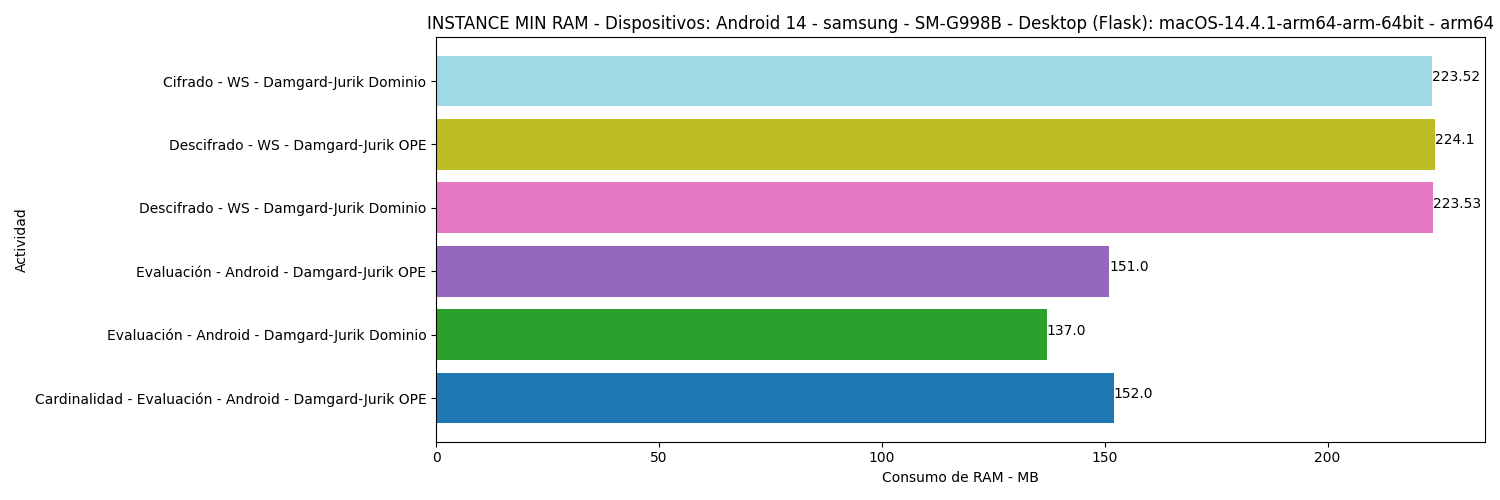 INSTANCE MIN RAM - Dispositivos: Android 14 - samsung - SM-G998B - Desktop (Flask): macOS-14.4.1-arm64-arm-64bit - arm64
Actividad
Cifrado - WS - Damgard-Jurik Dominio
223.52
Descifrado - WS - Damgard-Jurik OPE
224.1
Descifrado - WS - Damgard-Jurik Dominio
223.53
Evaluación - Android - Damgard-Jurik OPE
151.0
Evaluación - Android - Damgard-Jurik Dominio
137.0
Cardinalidad - Evaluación - Android - Damgard-Jurik OPE
152.0
0 50 100 150 200
Consumo de RAM - MB